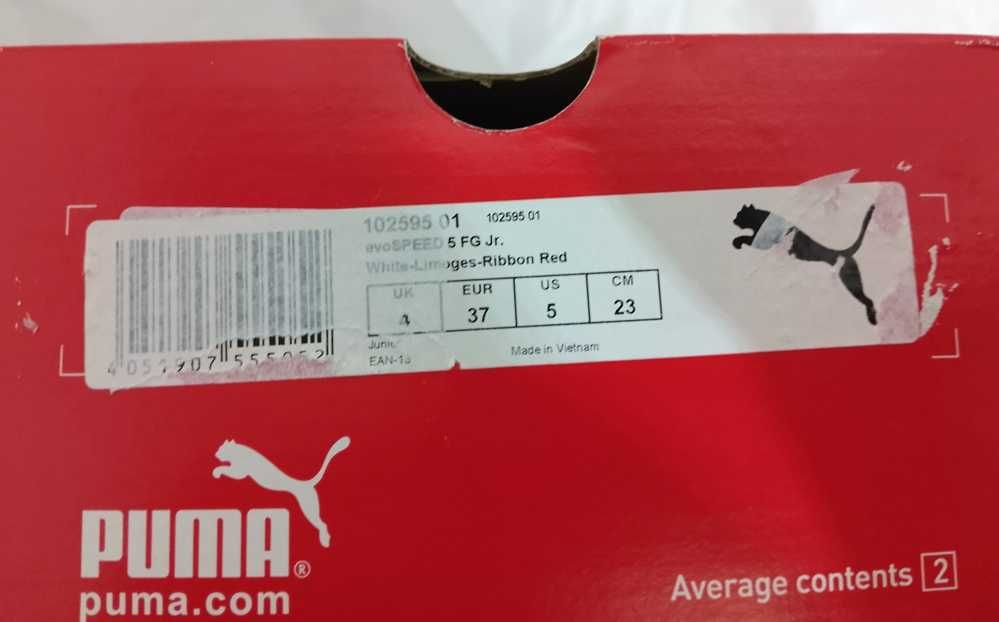 102595 01 102595 01
evoSPEED 5 FG Jr.
White-Limoges-Ribbon Red
UK EUR US CM
4 37 5 23
EAN-13 Made in Vietnam
PUMA®
puma.com
Average contents 2